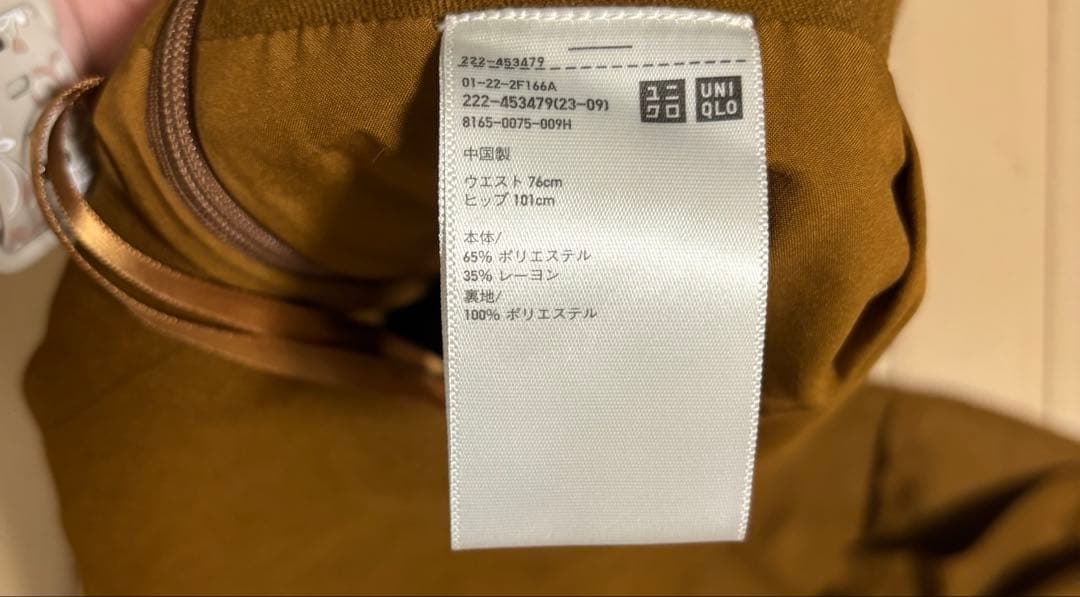 222-453479
01-22-2F166A
222-453479(23-09)
8165-0075-009H
ユニ
クロ
UNI
QLO
中国製
ウエスト 76cm
ヒップ 101cm
本体/
65% ポリエステル
35% レーヨン
裏地/
100% ポリエステル